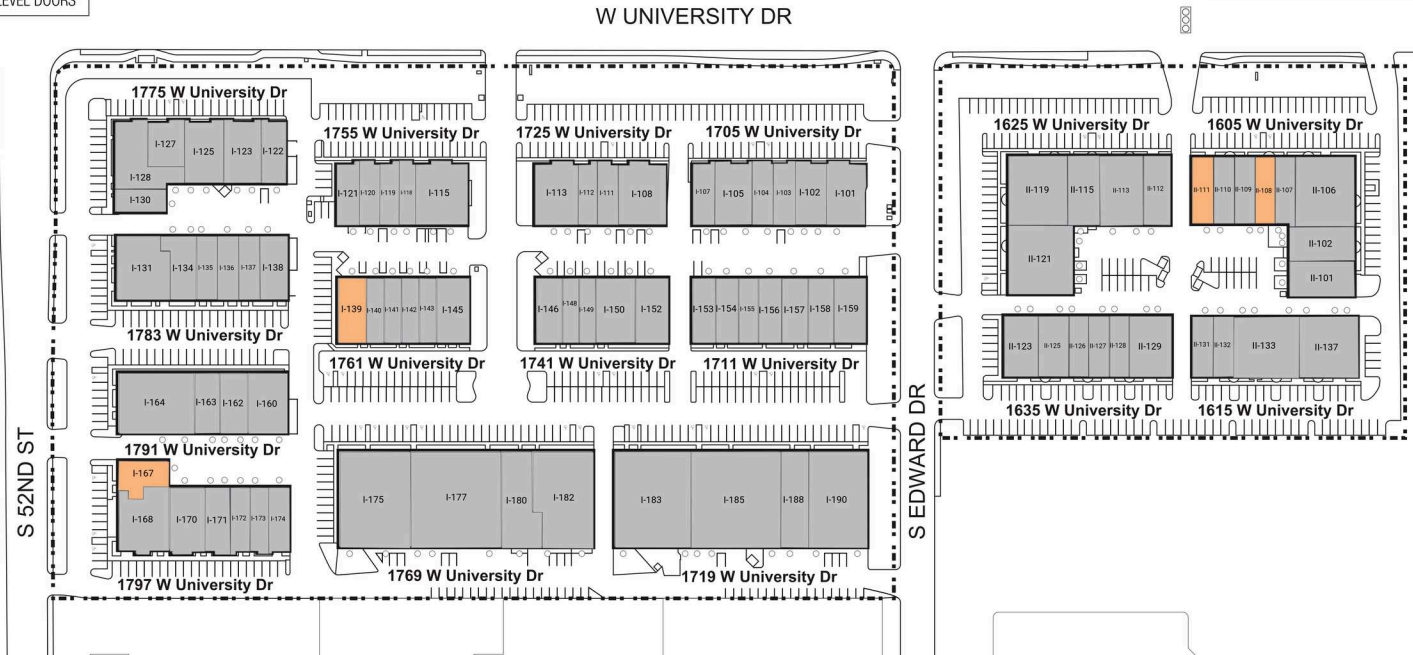 LEVEL DOORS
W UNIVERSITY DR
1775 W University Dr
I-127
I-125
I-123
I-122
I-128
I-130
1755 W University Dr
I-121
I-120
I-119
I-118
I-115
1725 W University Dr
I-113
I-112
I-111
I-108
1705 W University Dr
I-107
I-105
I-104
I-103
I-102
I-101
1625 W University Dr
II-119
II-115
II-113
II-112
II-121
1605 W University Dr
II-111
II-110
II-109
II-108
II-107
II-106
II-102
II-101
I-131
I-134
I-135
I-136
I-137
I-138
1783 W University Dr
I-139
I-140
I-141
I-142
I-143
I-145
1761 W University Dr
I-146
I-148
I-149
I-150
I-152
1741 W University Dr
I-153
I-154
I-155
I-156
I-157
I-158
I-159
1711 W University Dr
II-123
II-125
II-126
II-127
II-128
II-129
1635 W University Dr
II-131
II-132
II-133
II-137
1615 W University Dr
I-164
I-163
I-162
I-160
1791 W University Dr
I-167
I-168
I-170
I-171
I-172
I-173
I-174
1797 W University Dr
I-175
I-177
I-180
I-182
1769 W University Dr
I-183
I-185
I-188
I-190
1719 W University Dr
S 52ND ST
S EDWARD DR